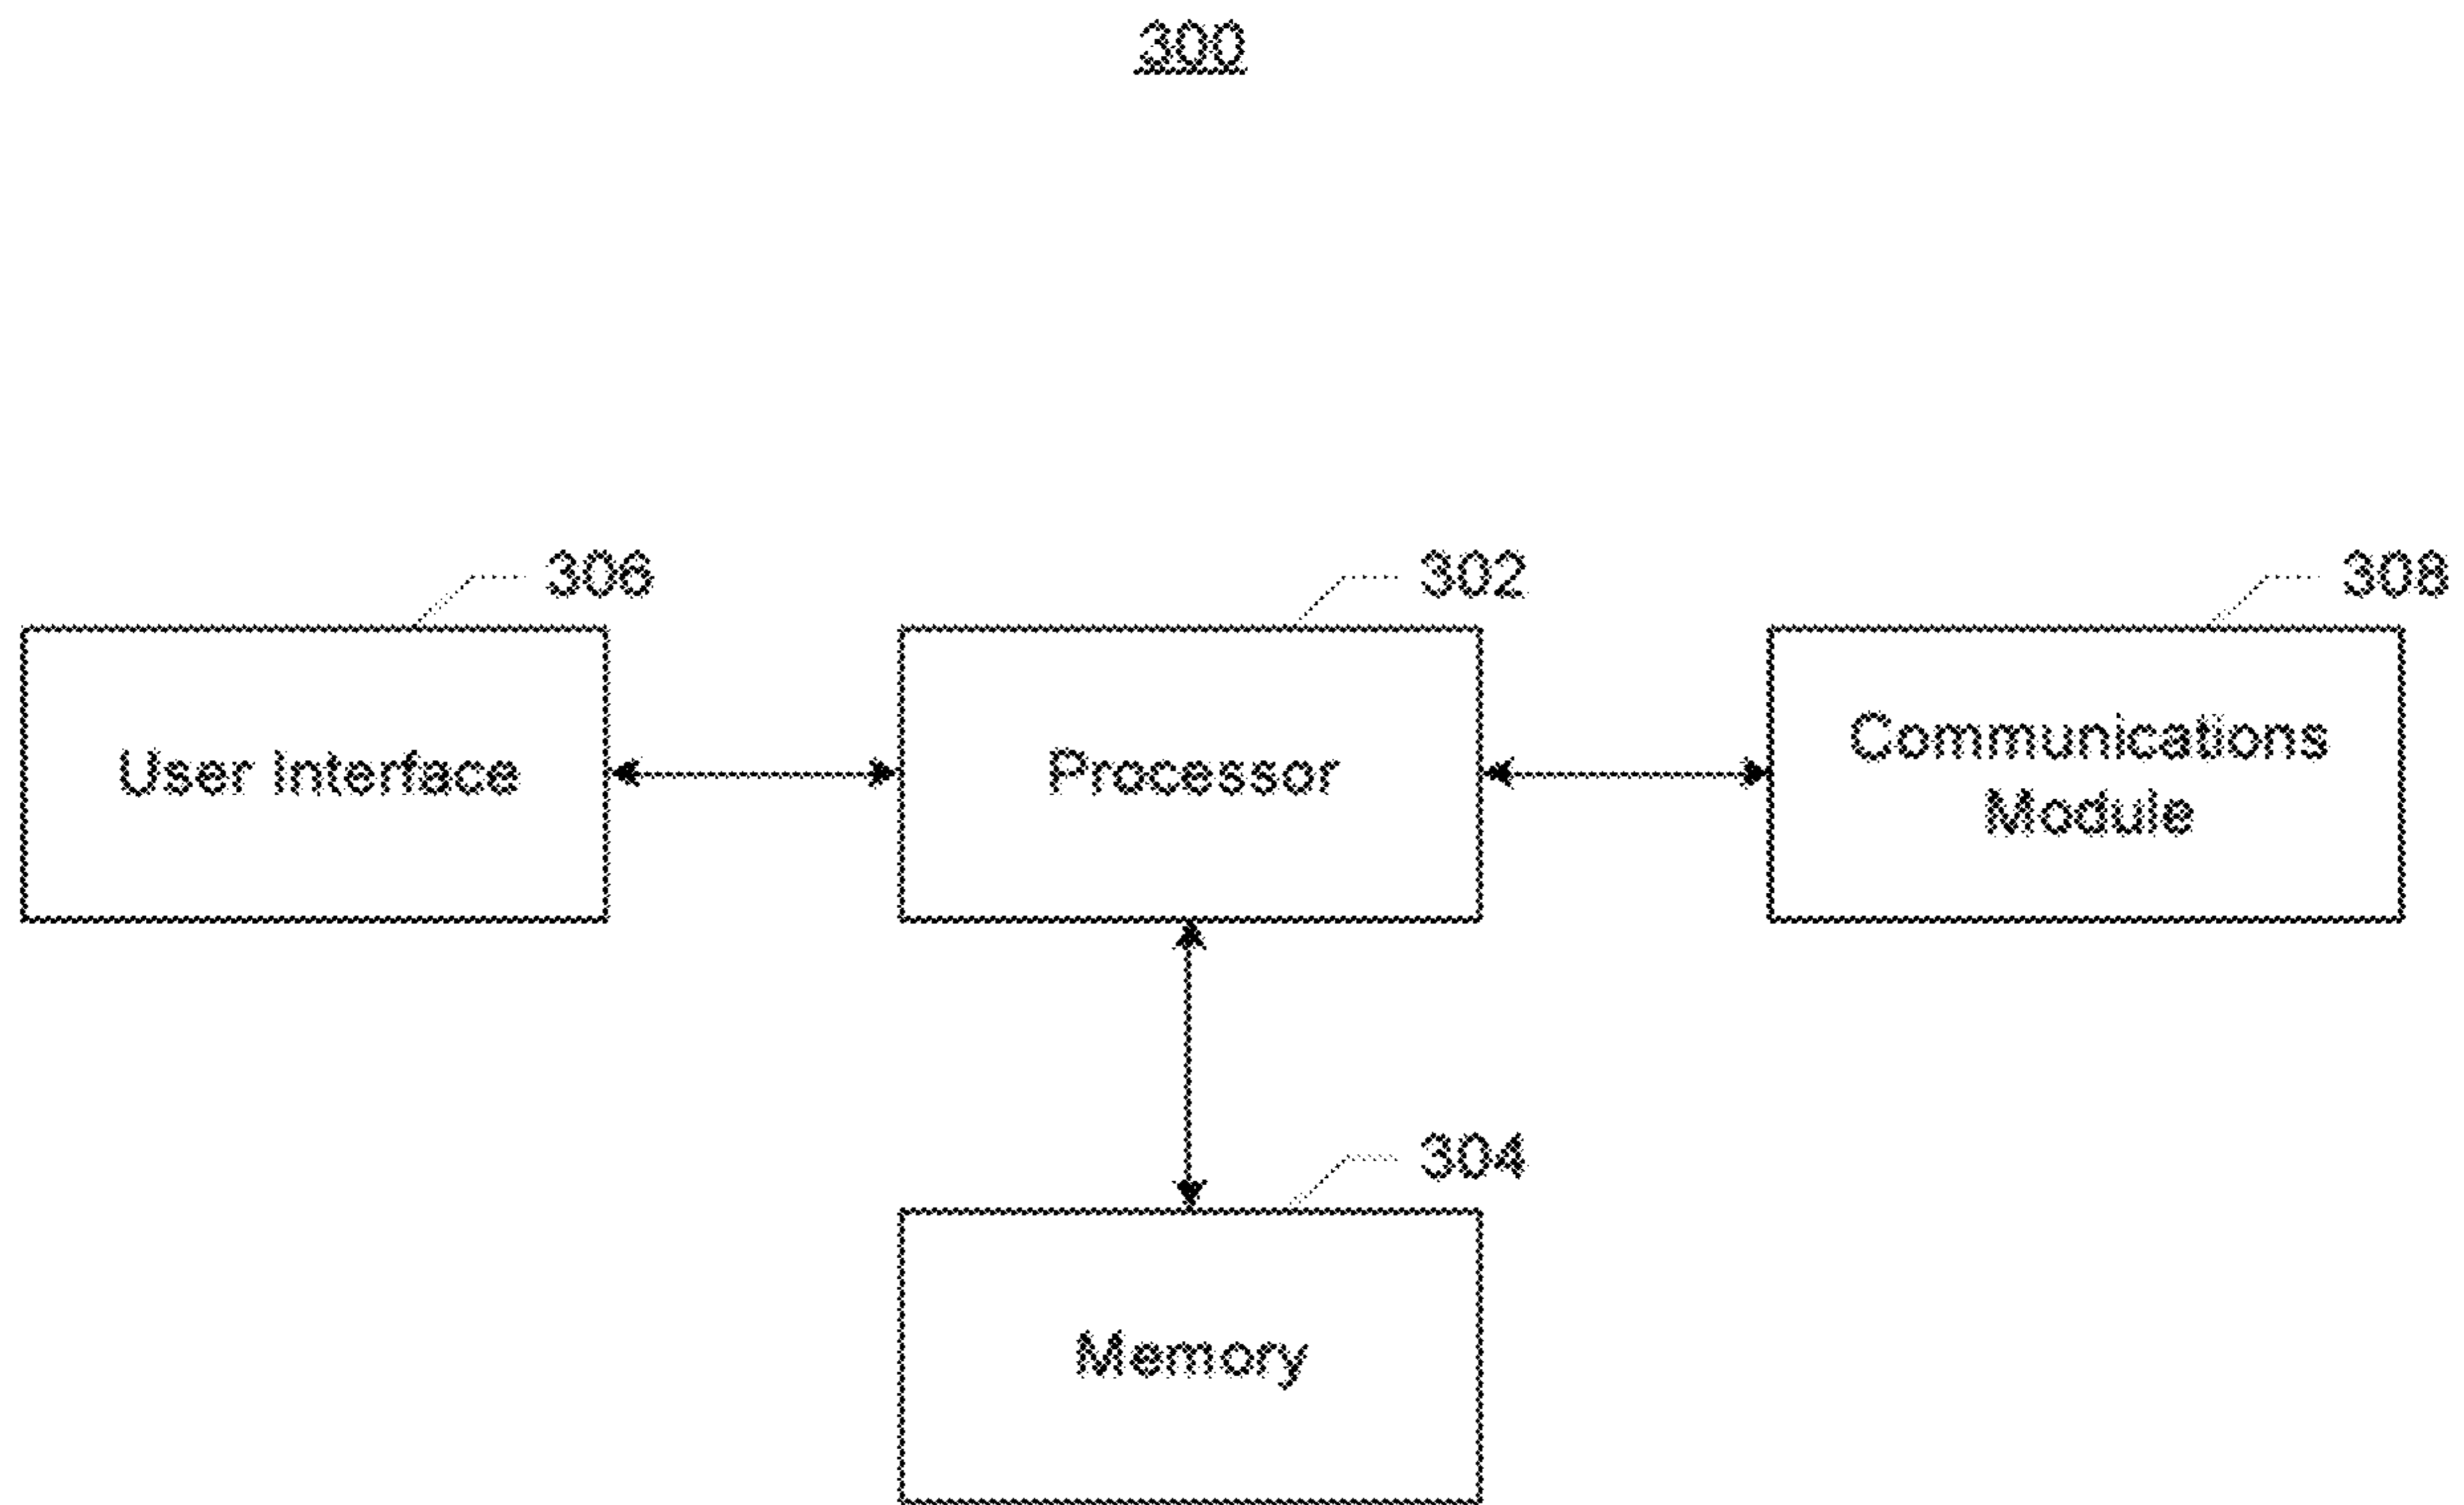 300
306
302
308
User Interface
Processor
Communications
Module
304
Memory